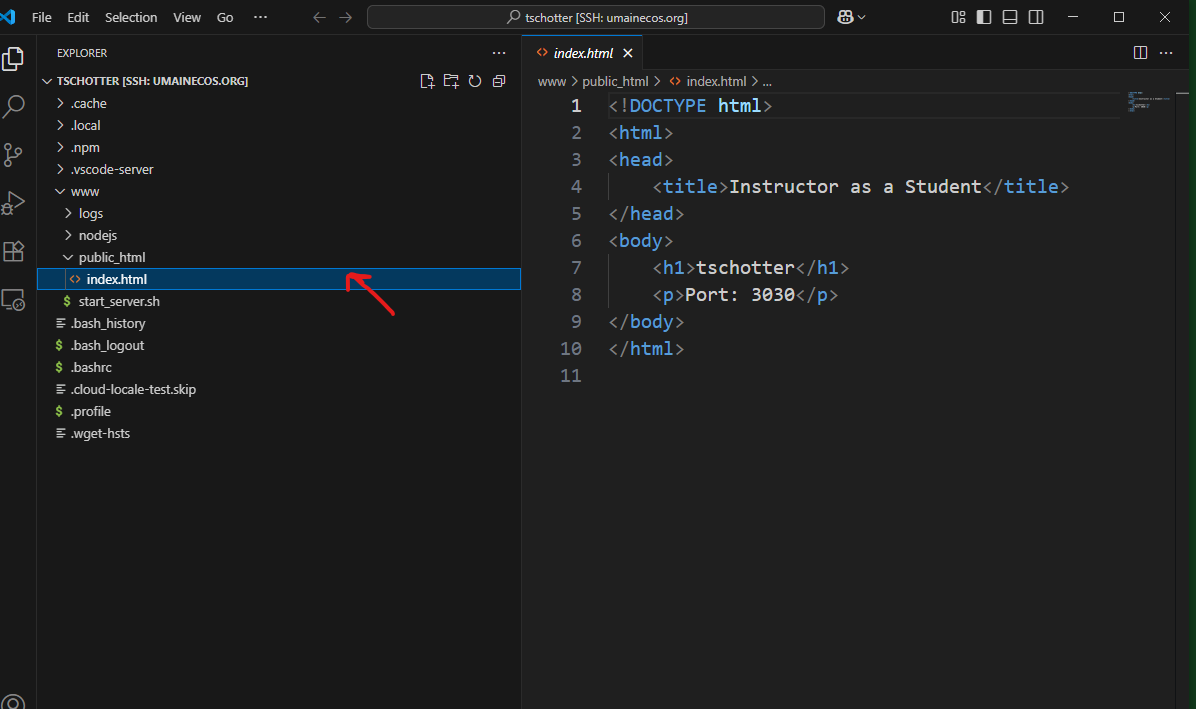 File Edit Selection View Go ··· tschotter [SSH: umainecos.org]
EXPLORER ···
TSCHOTTER [SSH: UMAINECOS.ORG]
.cache
.local
.npm
.vscode-server
www
logs
nodejs
public_html
<> index.html
$ start_server.sh
.bash_history
$ .bash_logout
$ .bashrc
.cloud-locale-test.skip
$ .profile
.wget-hsts
<> index.html
www > public_html > <> index.html > ...
1 <!DOCTYPE html>
2 <html>
3 <head>
4     <title>Instructor as a Student</title>
5 </head>
6 <body>
7     <h1>tschotter</h1>
8     <p>Port: 3030</p>
9 </body>
10 </html>
11